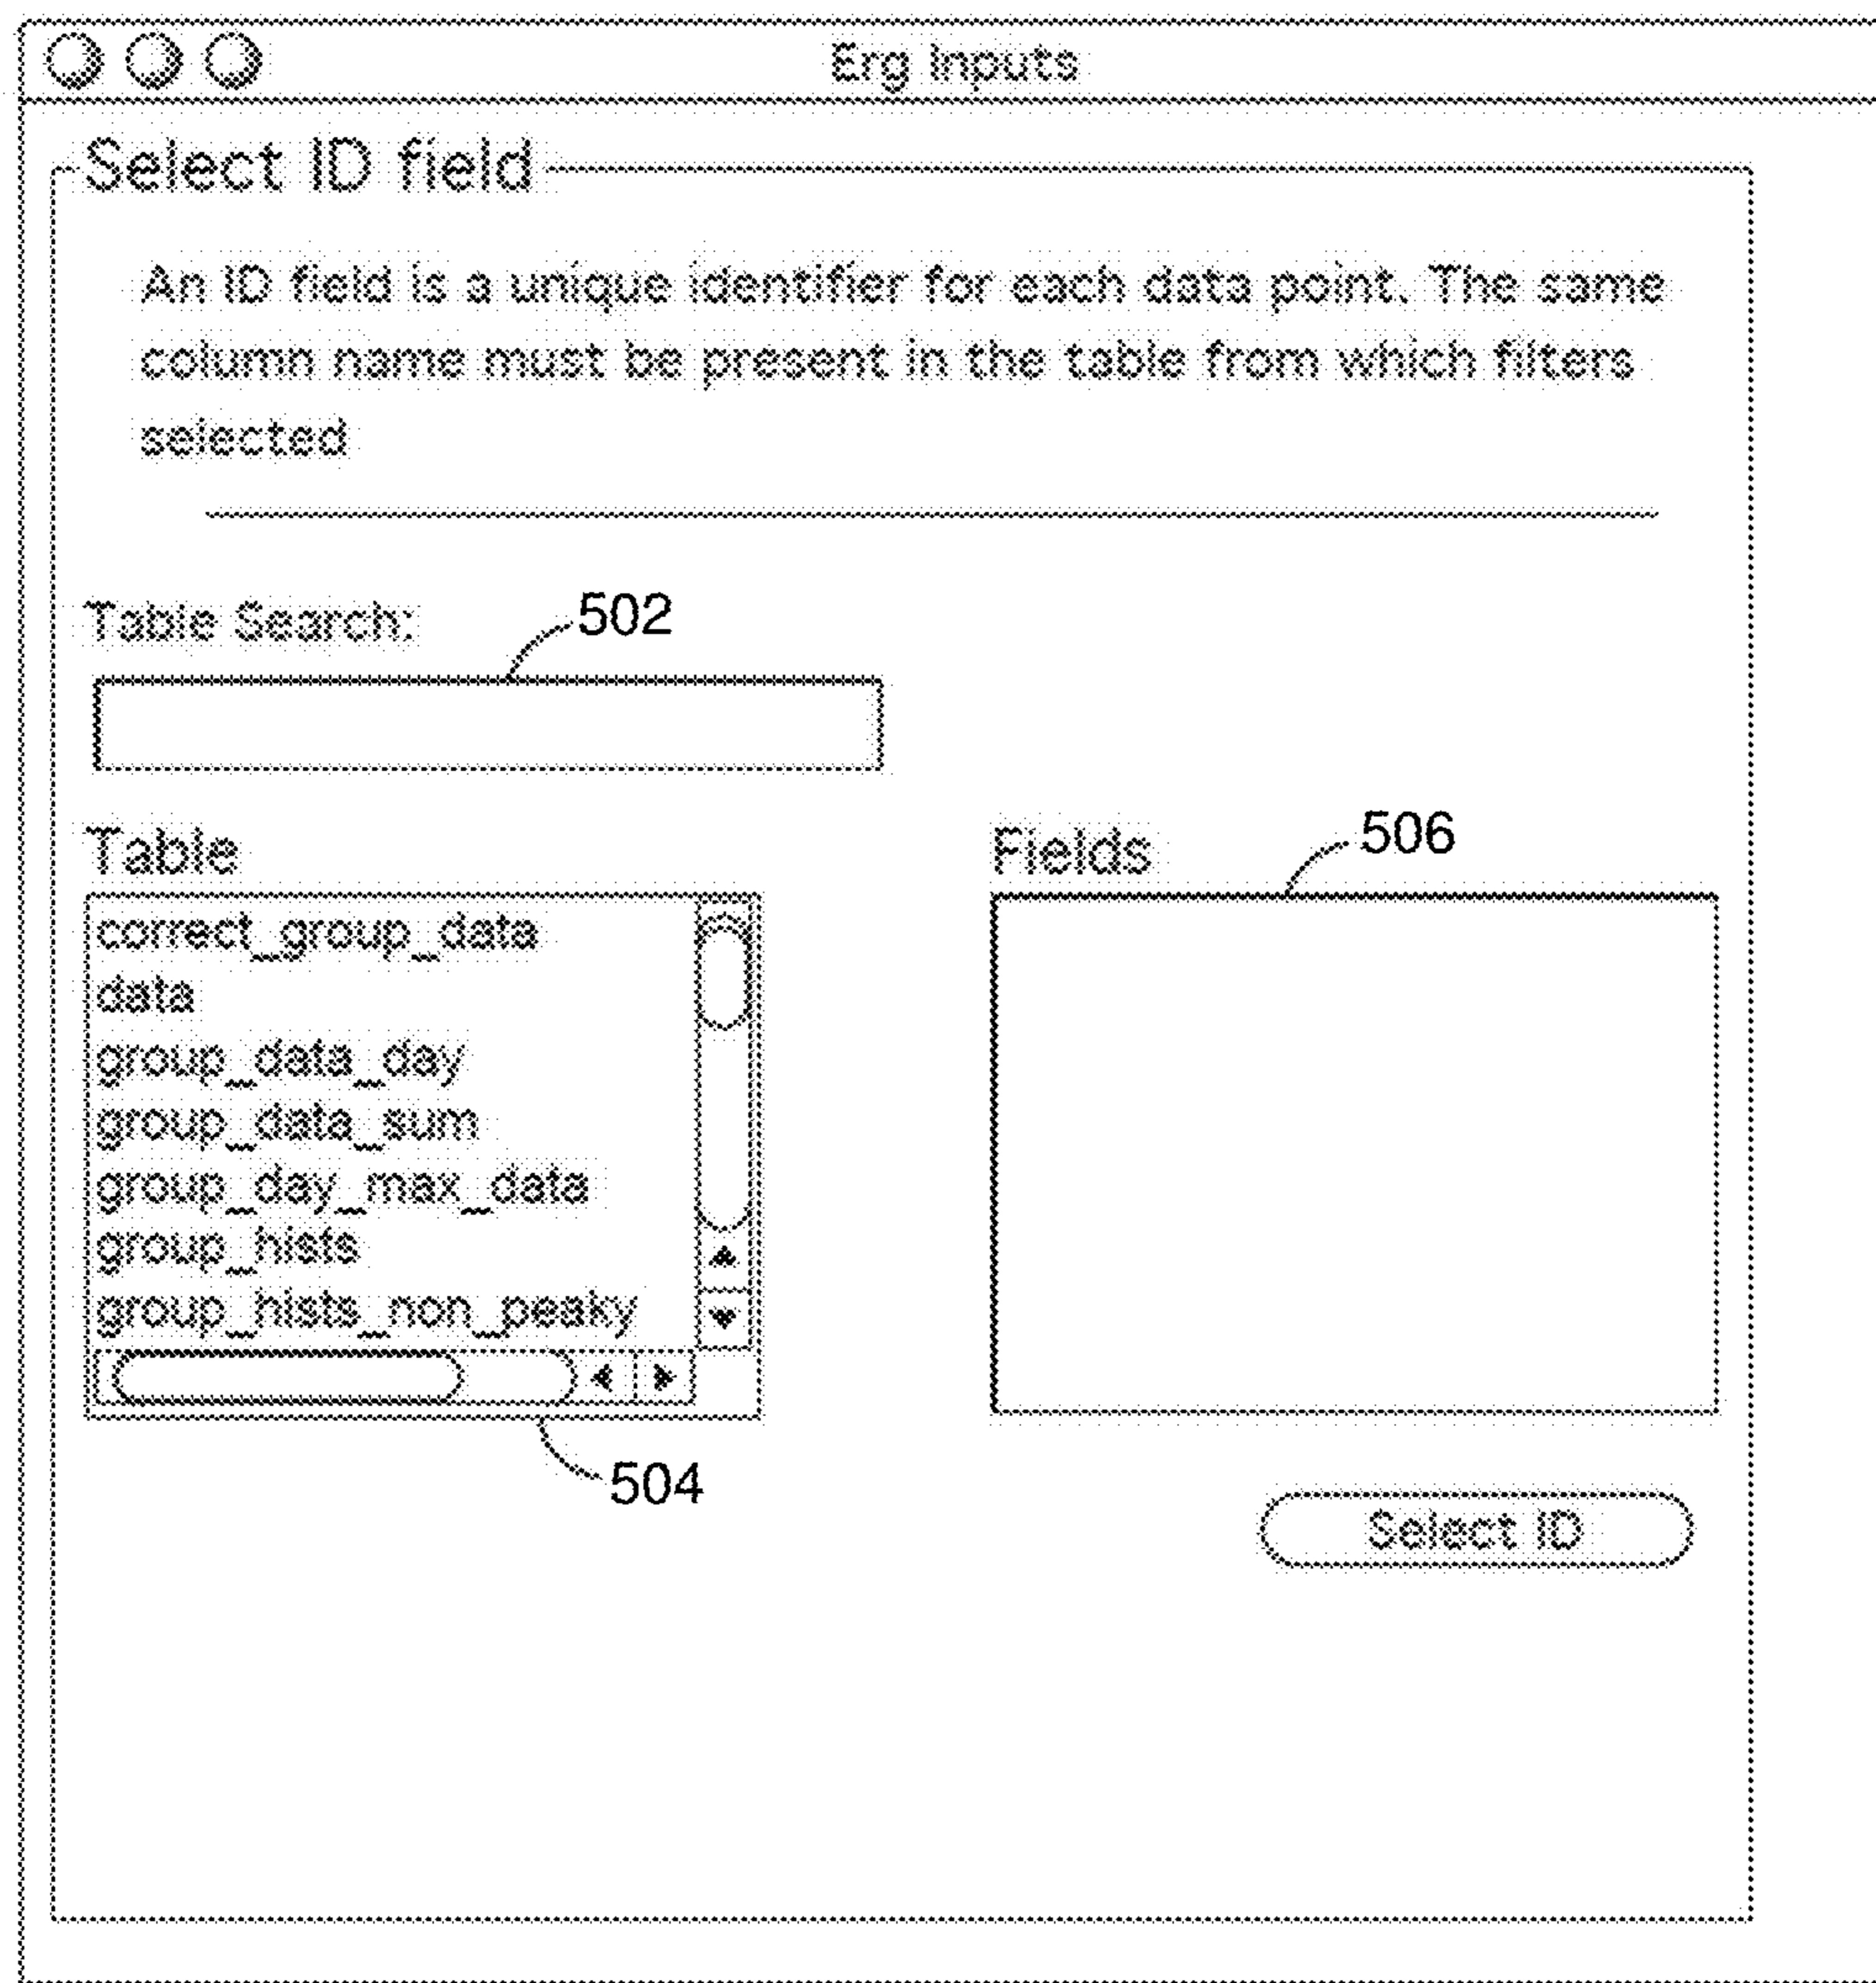 Erg Inputs
Select ID field
An ID field is a unique identifier for each data point. The same
column name must be present in the table from which filters
selected
Table Search:
502
Table
Fields
506
correct_group_data
data
group_data_day
group_data_sum
group_day_max_data
group_hists
group_hists_non_peaky
504
Select ID